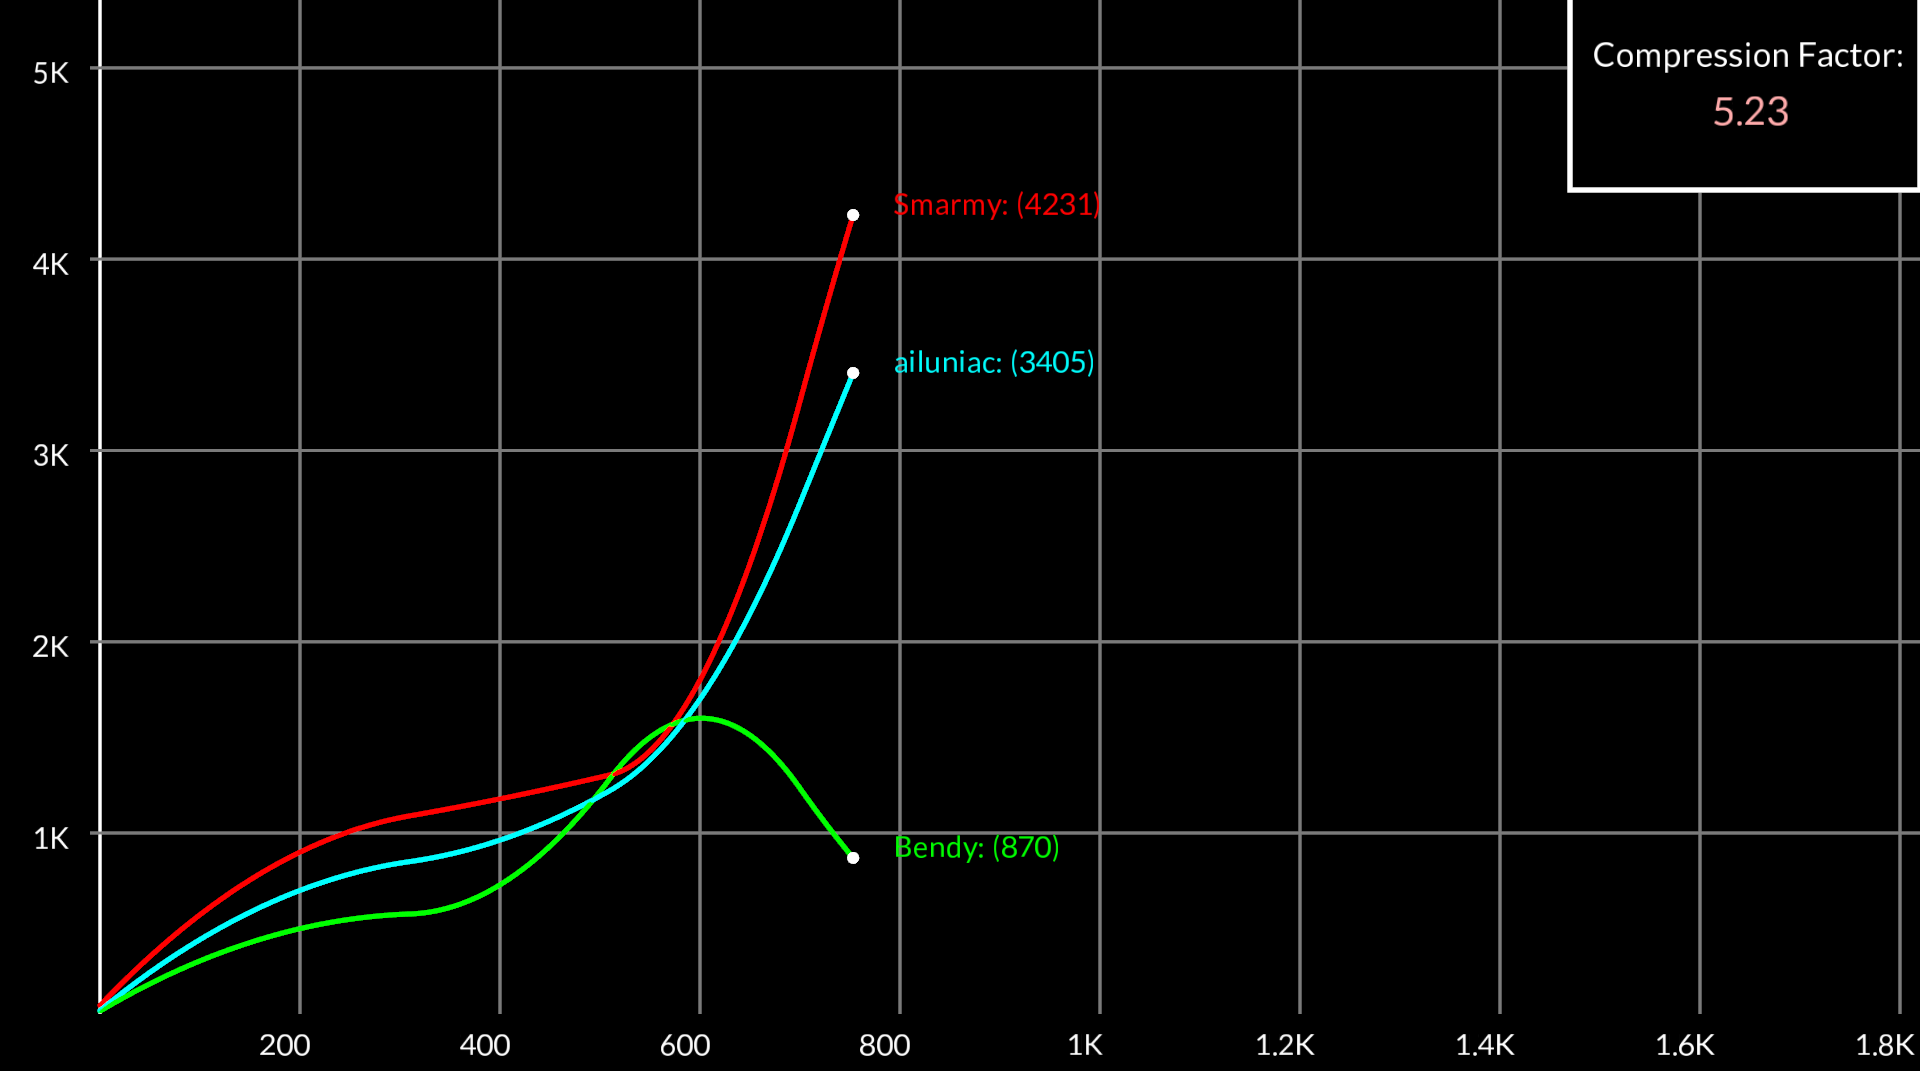 Compression Factor:
5.23
5K
4K
3K
2K
1K
Smarmy: (4231)
ailuniac: (3405)
Bendy: (870)
200 400 600 800 1K 1.2K 1.4K 1.6K 1.8K